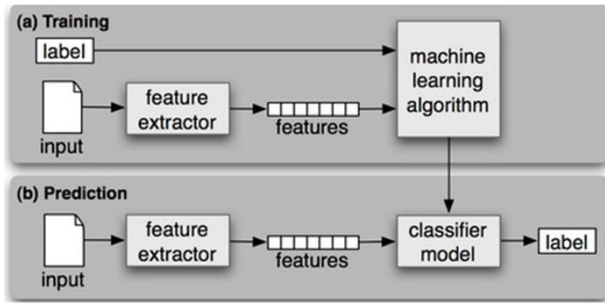 (a) Training
label
machine
learning
algorithm
feature
extractor
features
input
(b) Prediction
feature
extractor
features
classifier
model
label
input